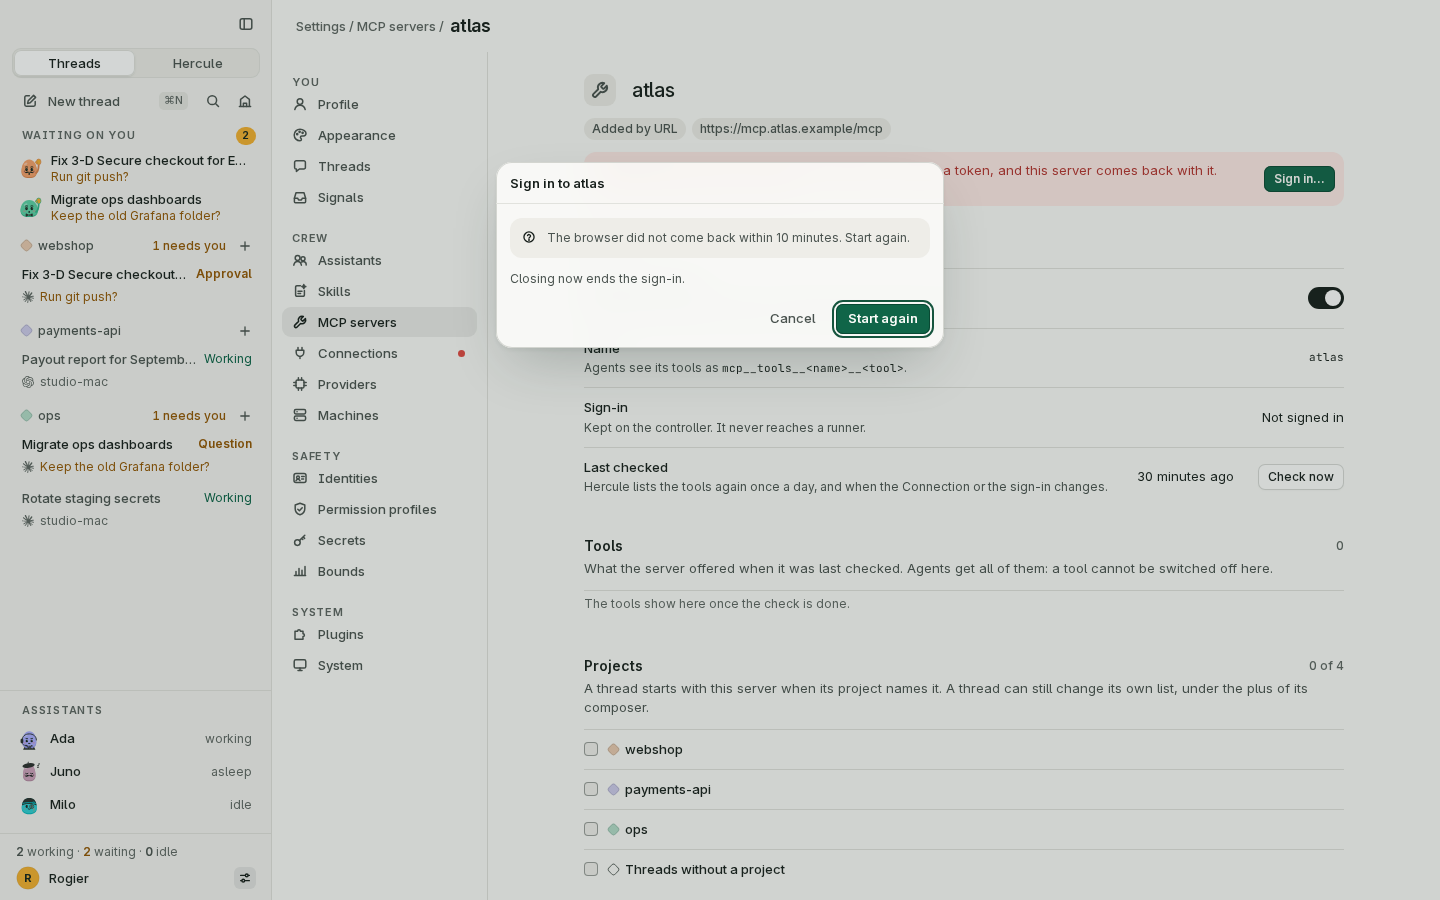 Settings / MCP servers / atlas
Threads
Hercule
New thread
⌘N
WAITING ON YOU
2
Fix 3-D Secure checkout for E...
Run git push?
Migrate ops dashboards
Keep the old Grafana folder?
webshop
1 needs you
Fix 3-D Secure checkout...
Approval
Run git push?
payments-api
Payout report for Septemb...
Working
studio-mac
ops
1 needs you
Migrate ops dashboards
Question
Keep the old Grafana folder?
Rotate staging secrets
Working
studio-mac
ASSISTANTS
Ada
working
Juno
asleep
Milo
idle
2 working · 2 waiting · 0 idle
R
Rogier
YOU
Profile
Appearance
Threads
Signals
CREW
Assistants
Skills
MCP servers
Connections
Providers
Machines
SAFETY
Identities
Permission profiles
Secrets
Bounds
SYSTEM
Plugins
System
atlas
Added by URL
https://mcp.atlas.example/mcp
a token, and this server comes back with it.
Sign in...
Sign in to atlas
The browser did not come back within 10 minutes. Start again.
Closing now ends the sign-in.
Cancel
Start again
Name
Agents see its tools as mcp__tools__<name>__<tool>.
atlas
Sign-in
Kept on the controller. It never reaches a runner.
Not signed in
Last checked
Hercule lists the tools again once a day, and when the Connection or the sign-in changes.
30 minutes ago
Check now
Tools
0
What the server offered when it was last checked. Agents get all of them: a tool cannot be switched off here.
The tools show here once the check is done.
Projects
0 of 4
A thread starts with this server when its project names it. A thread can still change its own list, under the plus of its
composer.
webshop
payments-api
ops
Threads without a project